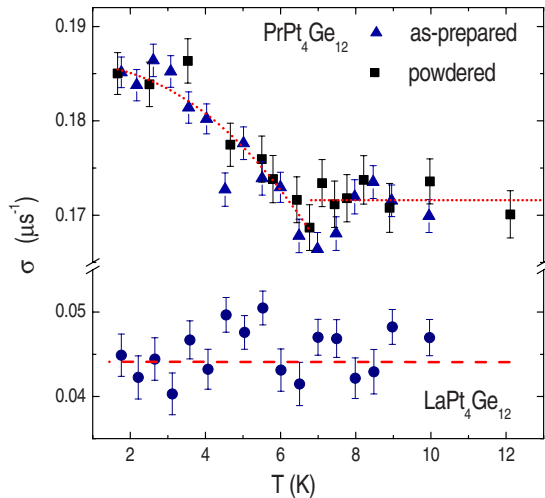 0.19
PrPt₄Ge₁₂
as-prepared
powdered
0.18
0.17
σ (μs⁻¹)
0.05
0.04
LaPt₄Ge₁₂
2 4 6 8 10 12
T (K)